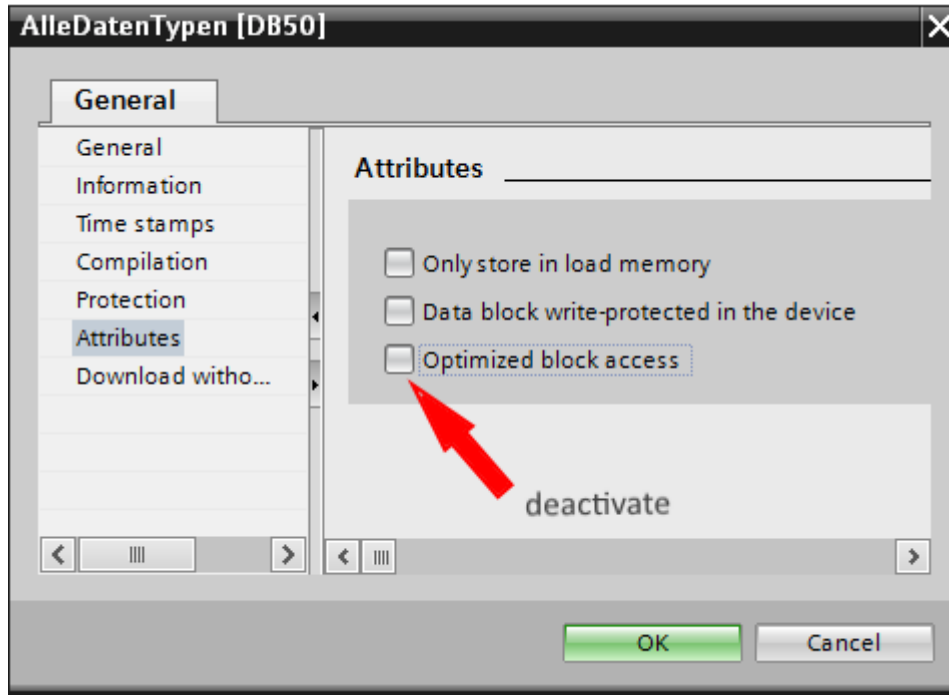 AlleDatenTypen [DB50]
General
General
Information
Time stamps
Compilation
Protection
Attributes
Download witho...
Attributes
Only store in load memory
Data block write-protected in the device
Optimized block access
deactivate
OK
Cancel